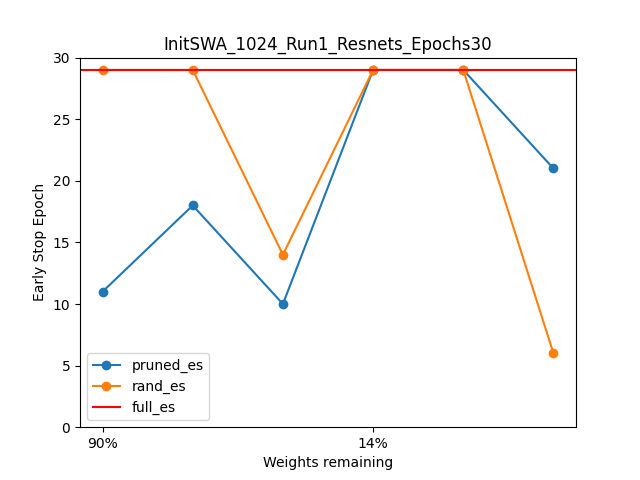 InitSWA_1024_Run1_Resnets_Epochs30
30
25
20
15
10
5
0
Early Stop Epoch
pruned_es
rand_es
full_es
90%
14%
Weights remaining